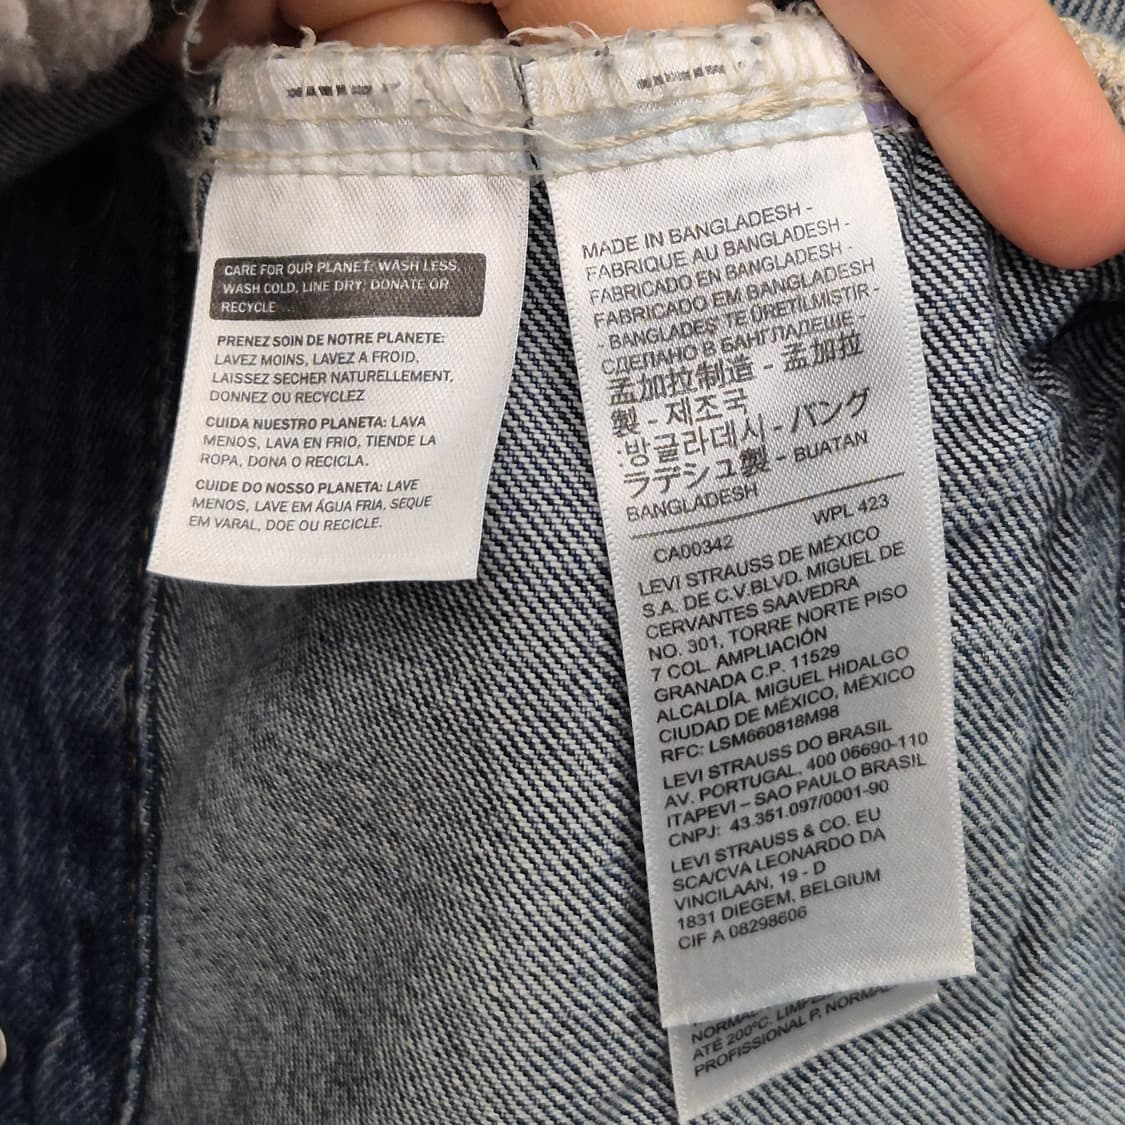 CARE FOR OUR PLANET: WASH LESS,
WASH COLD, LINE DRY, DONATE OR
RECYCLE
PRENEZ SOIN DE NOTRE PLANETE:
LAVEZ MOINS, LAVEZ A FROID,
LAISSEZ SECHER NATURELLEMENT,
DONNEZ OU RECYCLEZ
CUIDA NUESTRO PLANETA: LAVA
MENOS, LAVA EN FRIO, TIENDE LA
ROPA, DONA O RECICLA.
CUIDE DO NOSSO PLANETA: LAVE
MENOS, LAVE EM ÁGUA FRIA, SEQUE
EM VARAL, DOE OU RECICLE.
MADE IN BANGLADESH -
FABRIQUE AU BANGLADESH -
FABRICADO EN BANGLADESH -
FABRICADO EM BANGLADESH
- BANGLADEŞ'TE ÜRETİLMİSTİR -
СДЕЛАНО В БАНГЛАДЕШЕ -
孟加拉制造 - 孟加拉
製 - 제조국
:방글라데시 - バング
ラデシュ製 - BUATAN
BANGLADESH
CA00342 WPL 423
LEVI STRAUSS DE MÉXICO
S.A. DE C.V.BLVD. MIGUEL DE
CERVANTES SAAVEDRA
NO. 301, TORRE NORTE PISO
7 COL. AMPLIACIÓN
GRANADA C.P. 11529
ALCALDÍA. MIGUEL HIDALGO
CIUDAD DE MÉXICO, MÉXICO
RFC: LSM660818M98
LEVI STRAUSS DO BRASIL
AV. PORTUGAL, 400 06690-110
ITAPEVI – SAO PAULO BRASIL
CNPJ: 43.351.097/0001-90
LEVI STRAUSS & CO. EU
SCA/CVA LEONARDO DA
VINCILAAN, 19 - D
1831 DIEGEM, BELGIUM
CIF A 08298606
ATÉ 200°C.
PROFISSIONAL P. NORMAL